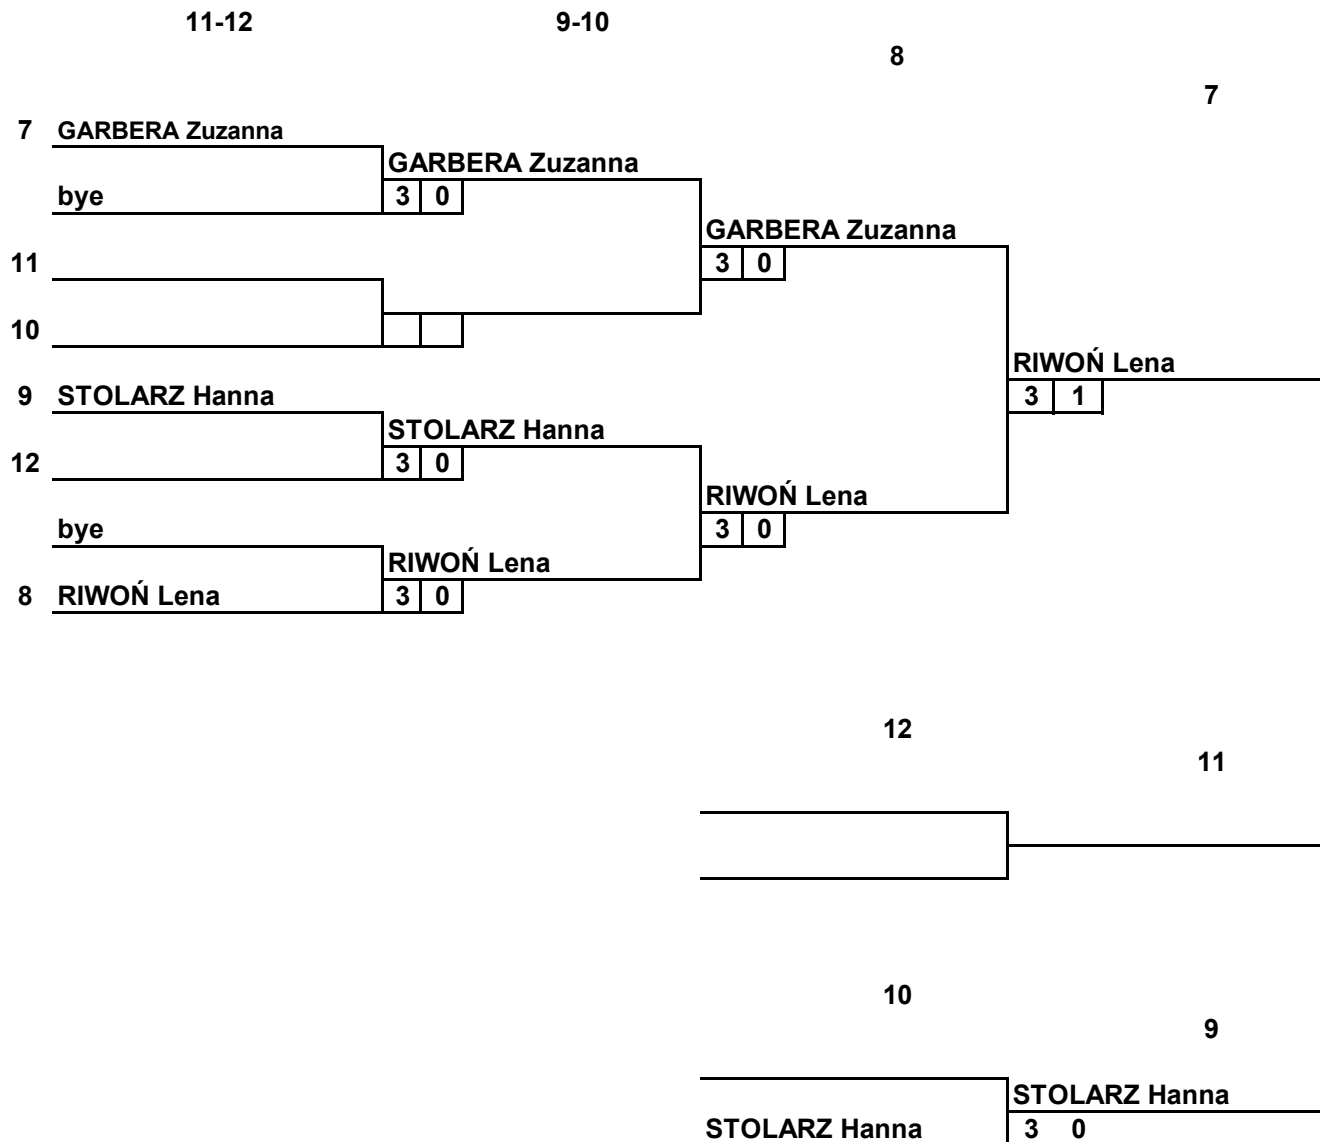 11-12 9-10
8
7
7 GARBERA Zuzanna
GARBERA Zuzanna
bye 3 0
GARBERA Zuzanna
11 3 0
10
RIWOŃ Lena
9 STOLARZ Hanna 3 1
STOLARZ Hanna
12 3 0
RIWOŃ Lena
bye 3 0
RIWOŃ Lena
8 RIWOŃ Lena 3 0
12
11
10
9
STOLARZ Hanna
STOLARZ Hanna 3 0